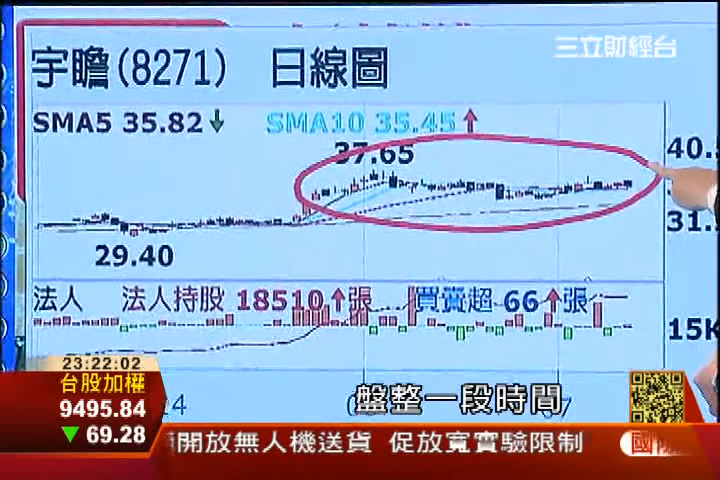 三立財經台
宇瞻(8271) 日線圖
SMA5 35.82↓ SMA10 35.45↑
37.65
40.
31.
29.40
法人 法人持股 18510↑張 買賣超 66↑張
15K
23:22:02
台股加權
9495.84
▼69.28
盤整一段時間
開放無人機送貨 促放寬實驗限制